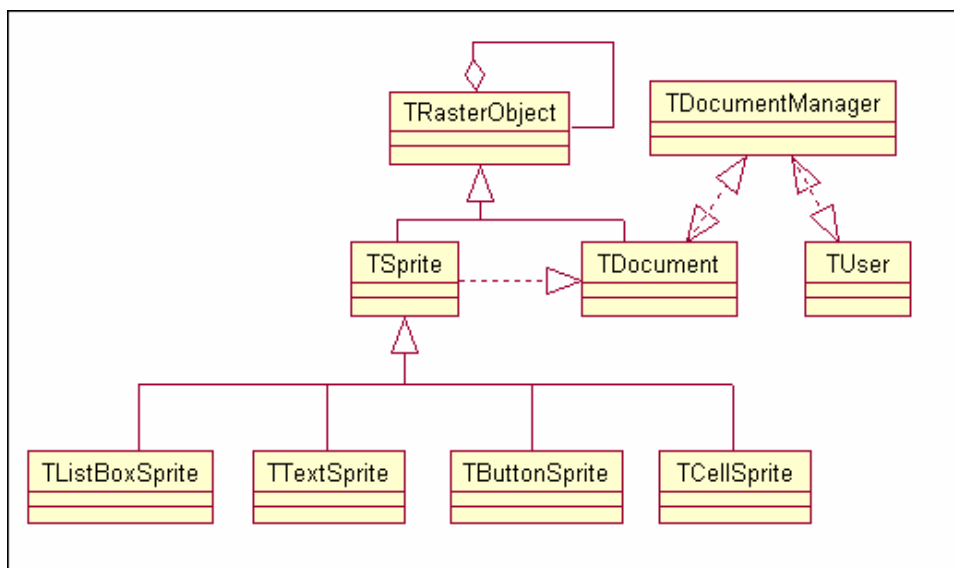 TRasterObject
TDocumentManager
TSprite
TDocument
TUser
TListBoxSprite
TTextSprite
TButtonSprite
TCellSprite